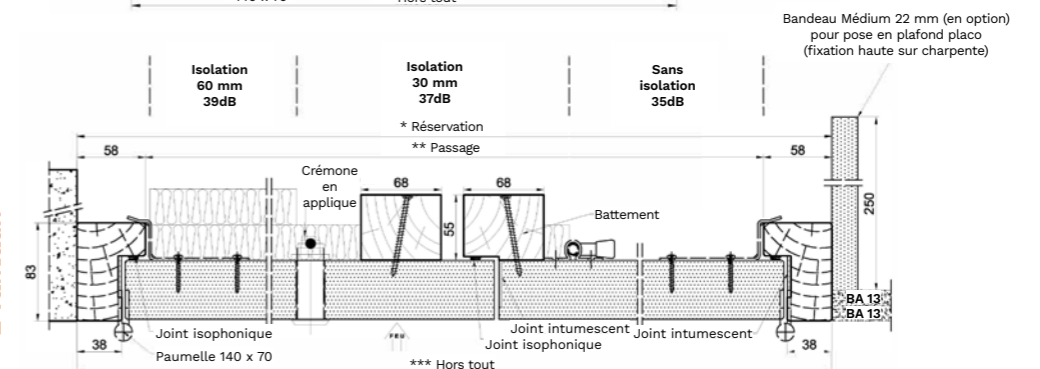 Hors tout
Bandeau Médium 22 mm (en option)
pour pose en plafond placo
(fixation haute sur charpente)
Isolation
60 mm
39dB
Isolation
30 mm
37dB
Sans
isolation
35dB
* Réservation
58
** Passage
58
Crémone
en
applique
68
68
Battement
55
250
83
BA 13
BA 13
Joint isophonique
FEU
Joint intumescent
Joint intumescent
38
Paumelle 140 x 70
Joint isophonique
38
*** Hors tout